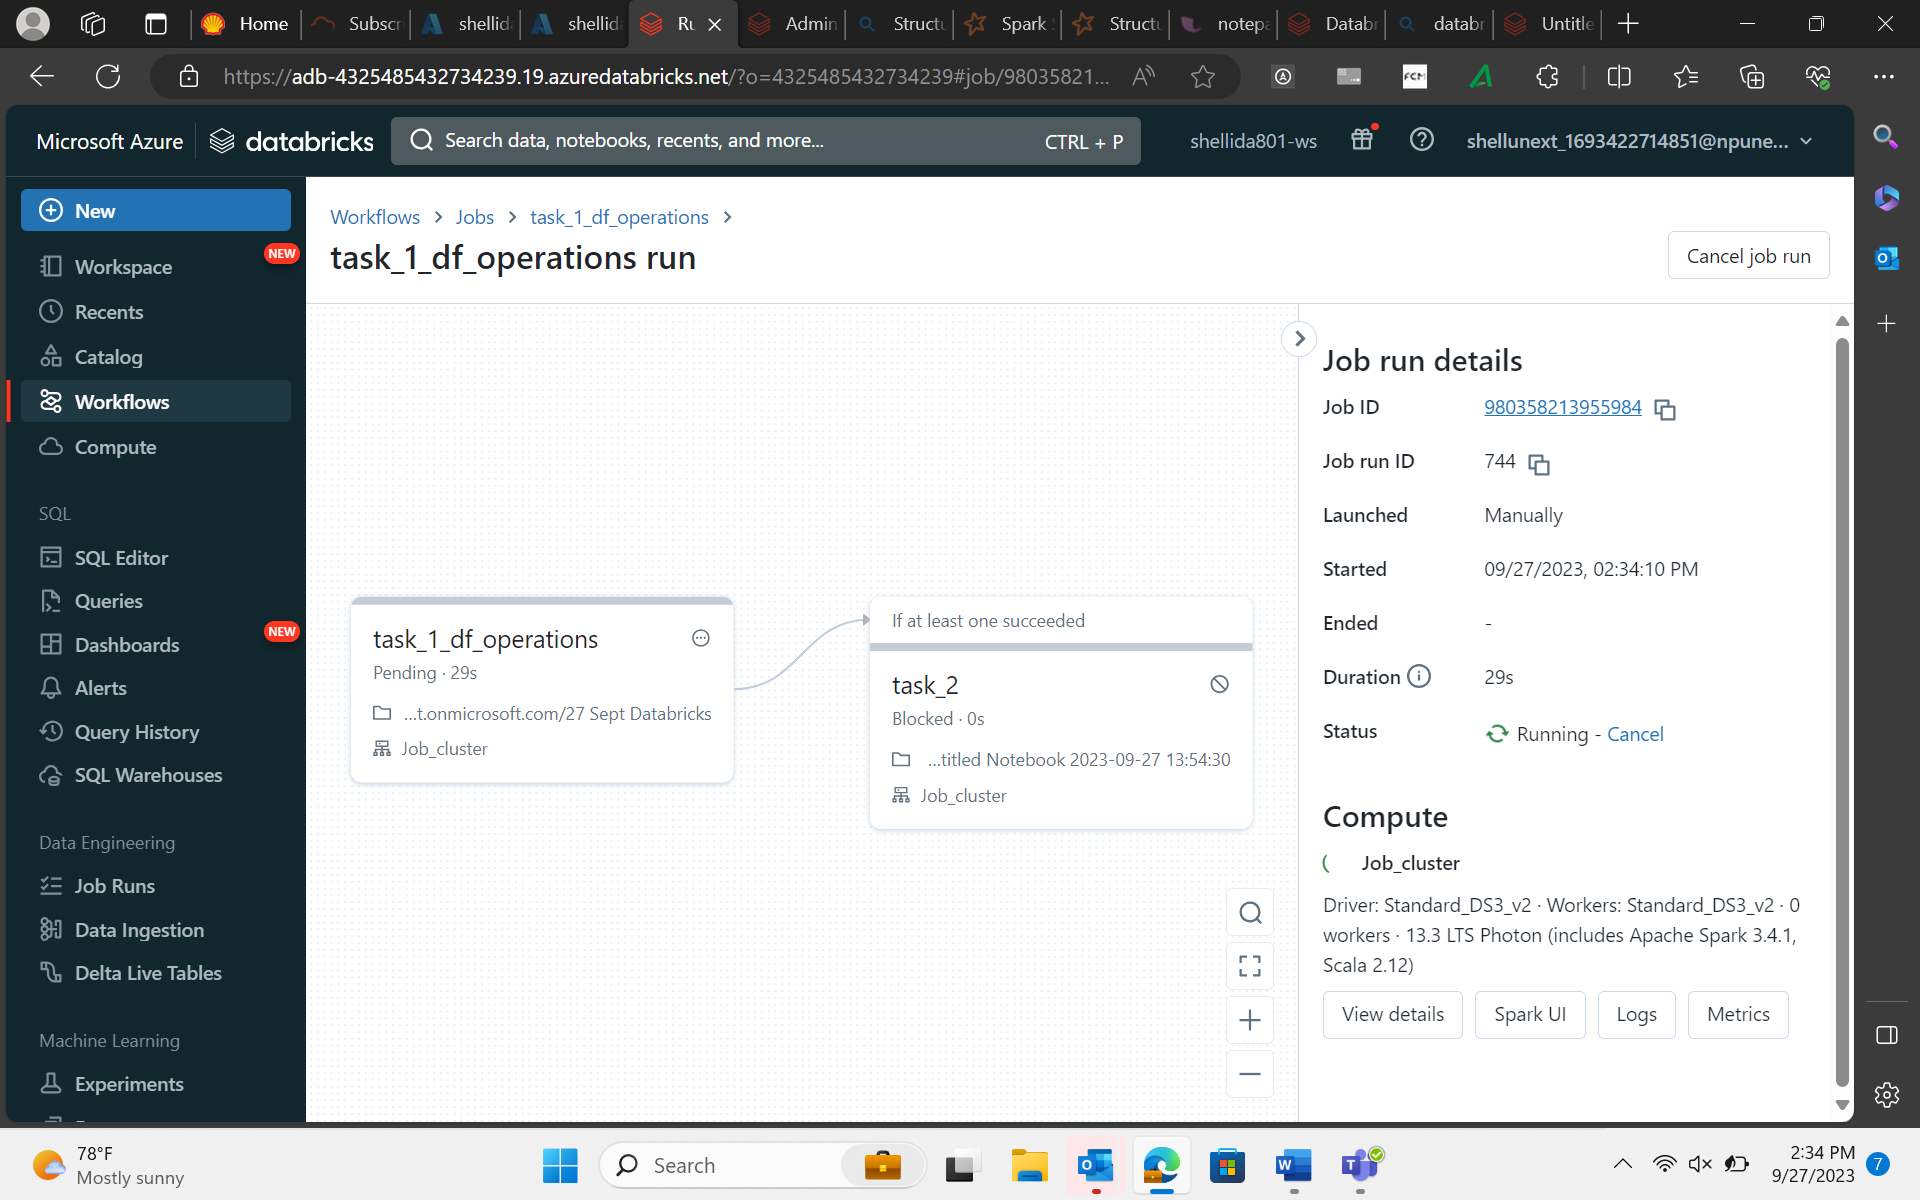 Home
Subscri
shellida
shellida
Ru
Admin
Structu
Spark S
Structu
notepa
Databr
databr
Untitle
https://adb-4325485432734239.19.azuredatabricks.net/?o=4325485432734239#job/98035821...
FCM
Microsoft Azure
databricks
Search data, notebooks, recents, and more...
CTRL + P
shellida801-ws
shellunext_1693422714851@npune...
New
Workspace
NEW
Recents
Catalog
Workflows
Compute
SQL
SQL Editor
Queries
Dashboards
NEW
Alerts
Query History
SQL Warehouses
Data Engineering
Job Runs
Data Ingestion
Delta Live Tables
Machine Learning
Experiments
Workflows > Jobs > task_1_df_operations >
task_1_df_operations run
Cancel job run
task_1_df_operations
Pending · 29s
...t.onmicrosoft.com/27 Sept Databricks
Job_cluster
If at least one succeeded
task_2
Blocked · 0s
...titled Notebook 2023-09-27 13:54:30
Job_cluster
Job run details
Job ID 980358213955984
Job run ID 744
Launched Manually
Started 09/27/2023, 02:34:10 PM
Ended -
Duration 29s
Status Running - Cancel
Compute
Job_cluster
Driver: Standard_DS3_v2 · Workers: Standard_DS3_v2 · 0
workers · 13.3 LTS Photon (includes Apache Spark 3.4.1,
Scala 2.12)
View details
Spark UI
Logs
Metrics
78°F
Mostly sunny
Search
2:34 PM
9/27/2023
7